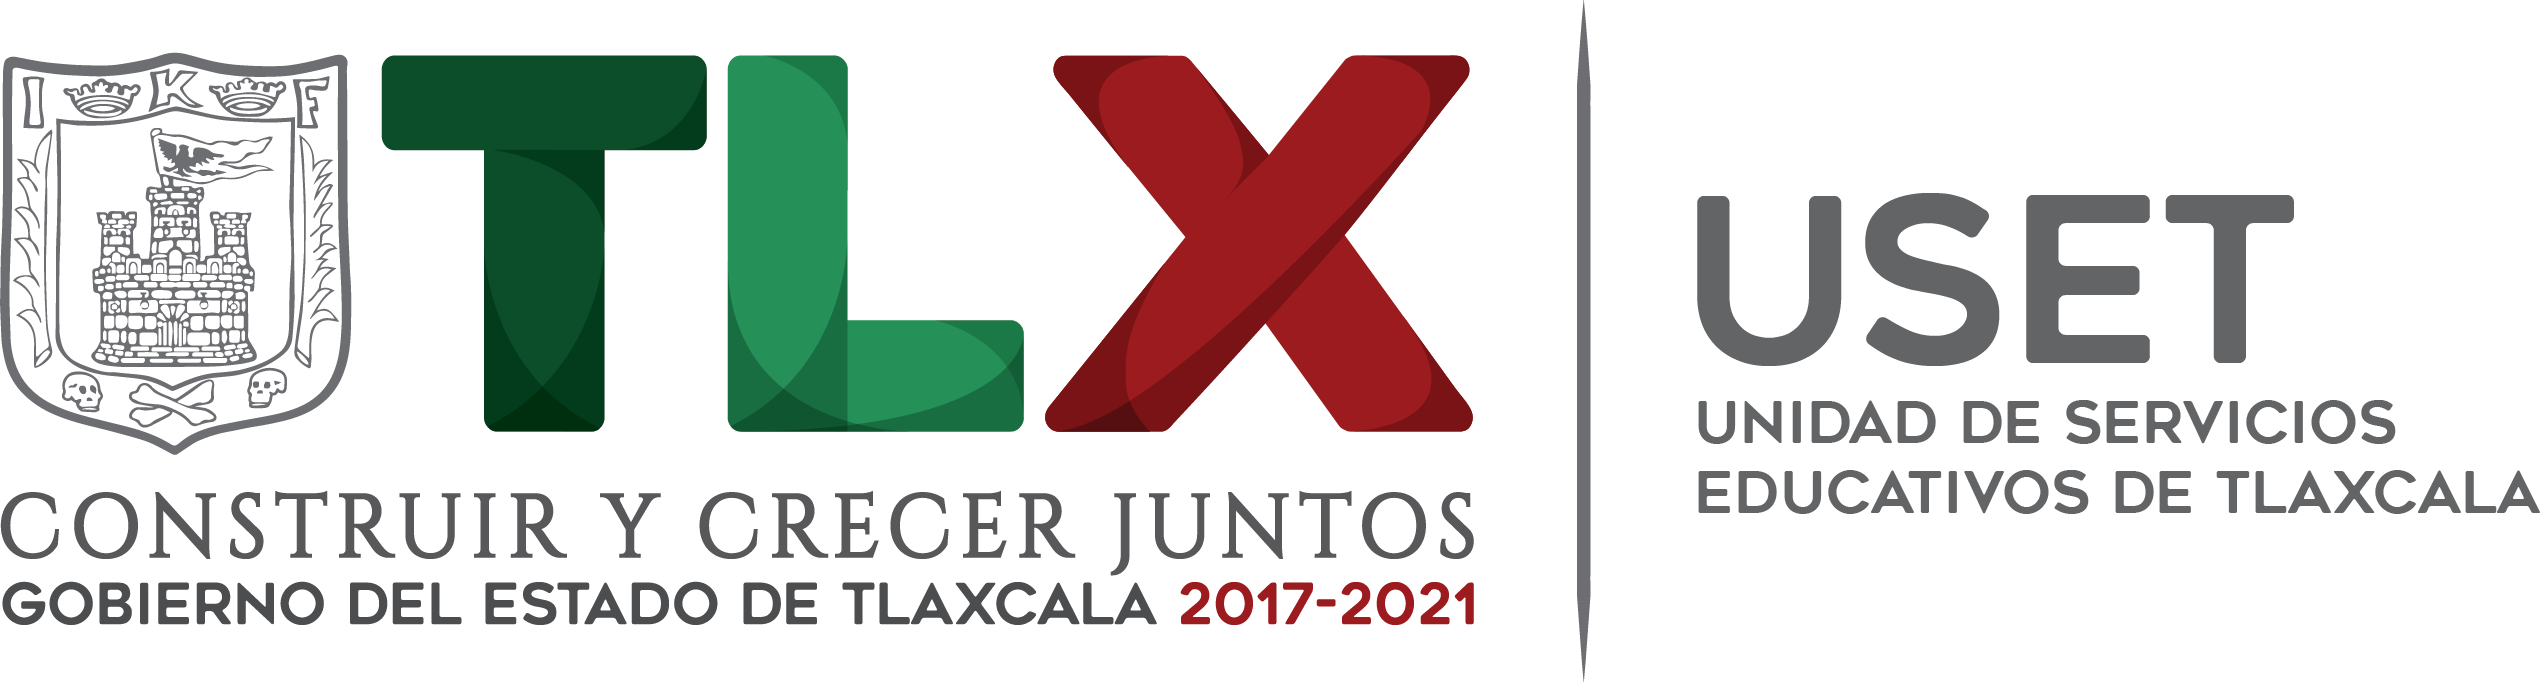 I K F
TLX
CONSTRUIR Y CRECER JUNTOS
GOBIERNO DEL ESTADO DE TLAXCALA 2017-2021
USET
UNIDAD DE SERVICIOS
EDUCATIVOS DE TLAXCALA